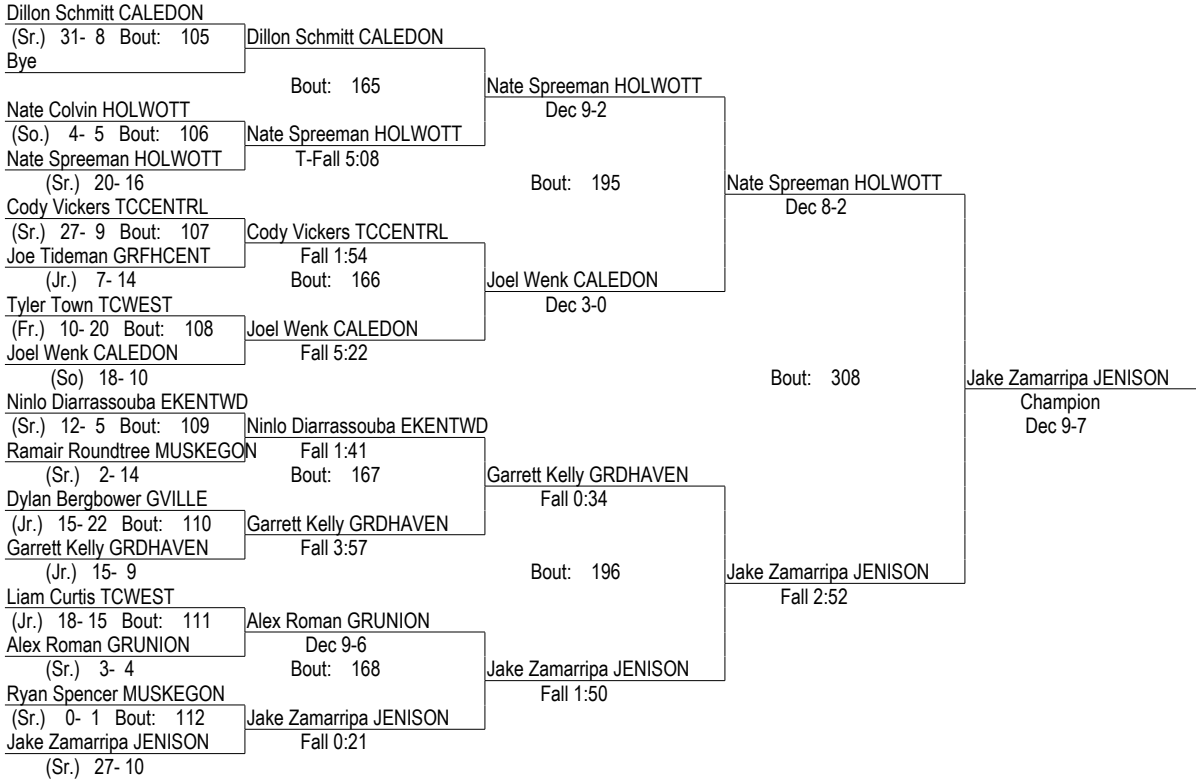 Dillon Schmitt CALEDON
(Sr.) 31- 8 Bout: 105 Dillon Schmitt CALEDON
Bye
Bout: 165 Nate Spreeman HOLWOTT
Nate Colvin HOLWOTT Dec 9-2
(So.) 4- 5 Bout: 106 Nate Spreeman HOLWOTT
Nate Spreeman HOLWOTT T-Fall 5:08
(Sr.) 20- 16 Bout: 195 Nate Spreeman HOLWOTT
Cody Vickers TCCENTRL Dec 8-2
(Sr.) 27- 9 Bout: 107 Cody Vickers TCCENTRL
Joe Tideman GRFHCENT Fall 1:54
(Jr.) 7- 14 Bout: 166 Joel Wenk CALEDON
Tyler Town TCWEST Dec 3-0
(Fr.) 10- 20 Bout: 108 Joel Wenk CALEDON
Joel Wenk CALEDON Fall 5:22
(So) 18- 10 Bout: 308 Jake Zamarripa JENISON
Ninlo Diarrassouba EKENTWD Champion
(Sr.) 12- 5 Bout: 109 Ninlo Diarrassouba EKENTWD Dec 9-7
Ramair Roundtree MUSKEGON Fall 1:41
(Sr.) 2- 14 Bout: 167 Garrett Kelly GRDHAVEN
Dylan Bergbower GVILLE Fall 0:34
(Jr.) 15- 22 Bout: 110 Garrett Kelly GRDHAVEN
Garrett Kelly GRDHAVEN Fall 3:57
(Jr.) 15- 9 Bout: 196 Jake Zamarripa JENISON
Liam Curtis TCWEST Fall 2:52
(Jr.) 18- 15 Bout: 111 Alex Roman GRUNION
Alex Roman GRUNION Dec 9-6
(Sr.) 3- 4 Bout: 168 Jake Zamarripa JENISON
Ryan Spencer MUSKEGON Fall 1:50
(Sr.) 0- 1 Bout: 112 Jake Zamarripa JENISON
Jake Zamarripa JENISON Fall 0:21
(Sr.) 27- 10